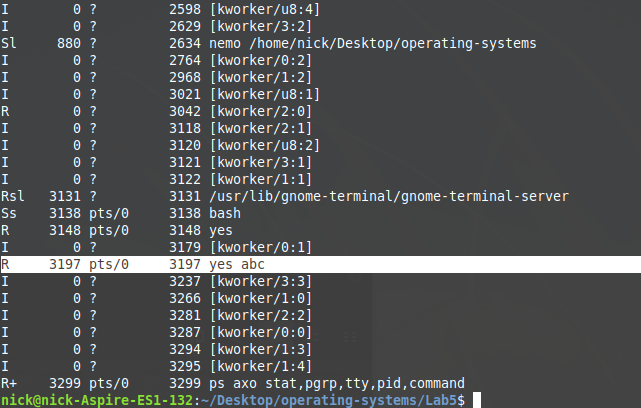 I        0 ?         2598 [kworker/u8:4]
I        0 ?         2629 [kworker/3:2]
Sl     880 ?         2634 nemo /home/nick/Desktop/operating-systems
I        0 ?         2764 [kworker/0:2]
I        0 ?         2968 [kworker/1:2]
I        0 ?         3021 [kworker/u8:1]
R        0 ?         3042 [kworker/2:0]
I        0 ?         3118 [kworker/2:1]
I        0 ?         3120 [kworker/u8:2]
I        0 ?         3121 [kworker/3:1]
I        0 ?         3122 [kworker/1:1]
Rsl   3131 ?         3131 /usr/lib/gnome-terminal/gnome-terminal-server
Ss    3138 pts/0     3138 bash
R     3148 pts/0     3148 yes
I        0 ?         3179 [kworker/0:1]
R     3197 pts/0     3197 yes abc
I        0 ?         3237 [kworker/3:3]
I        0 ?         3266 [kworker/1:0]
I        0 ?         3281 [kworker/2:2]
I        0 ?         3287 [kworker/0:0]
I        0 ?         3294 [kworker/1:3]
I        0 ?         3295 [kworker/1:4]
R+    3299 pts/0     3299 ps axo stat,pgrp,tty,pid,command
nick@nick-Aspire-ES1-132:~/Desktop/operating-systems/Lab5$